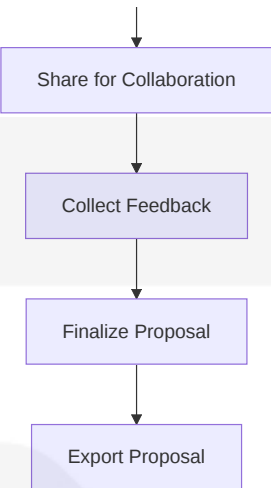 Share for Collaboration
Collect Feedback
Finalize Proposal
Export Proposal